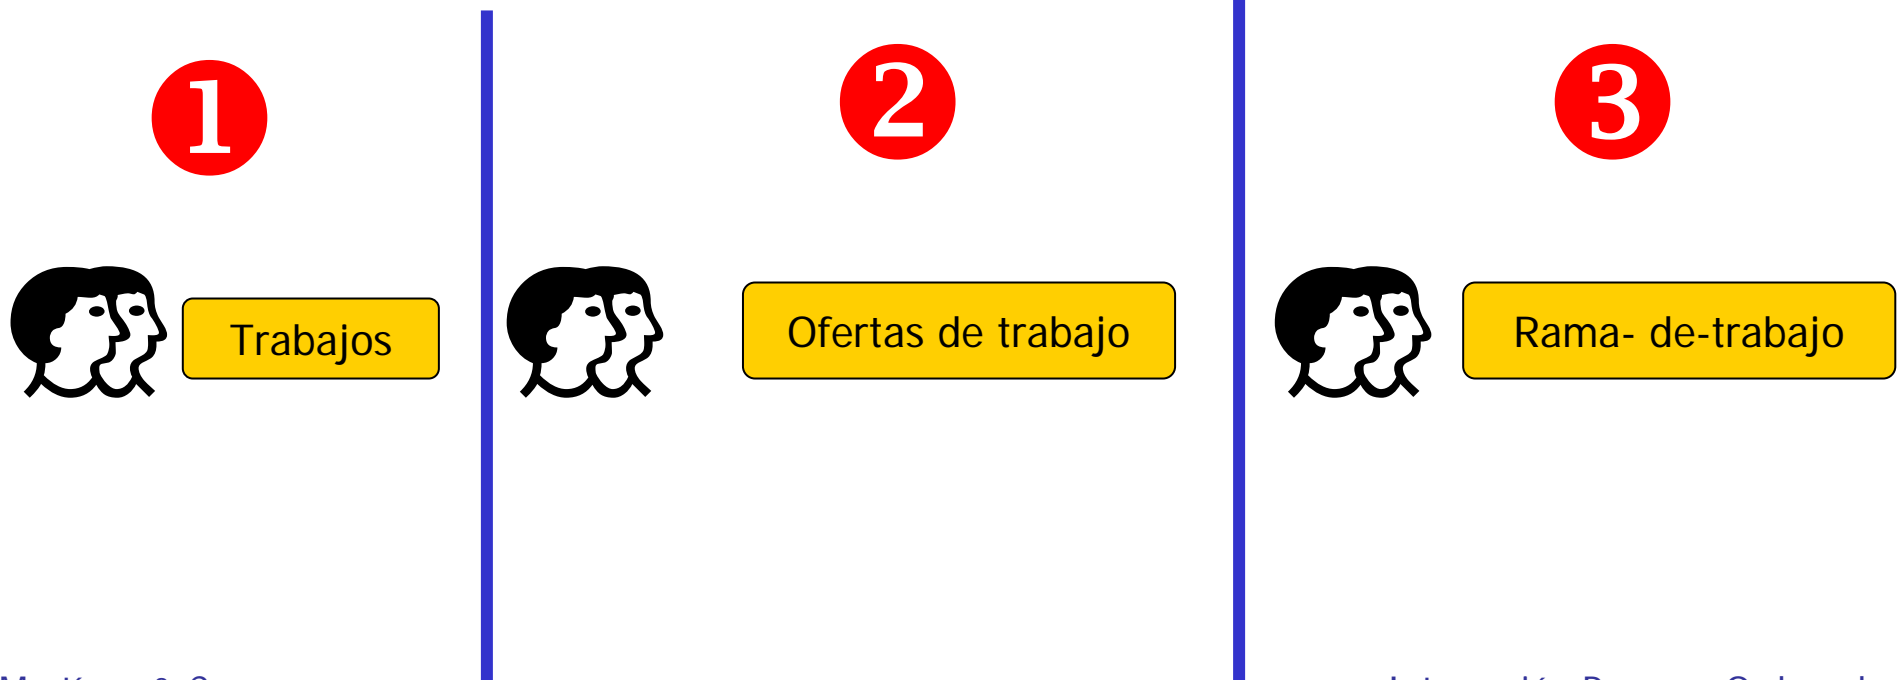 1
2
3
Trabajos
Ofertas de trabajo
Rama- de-trabajo